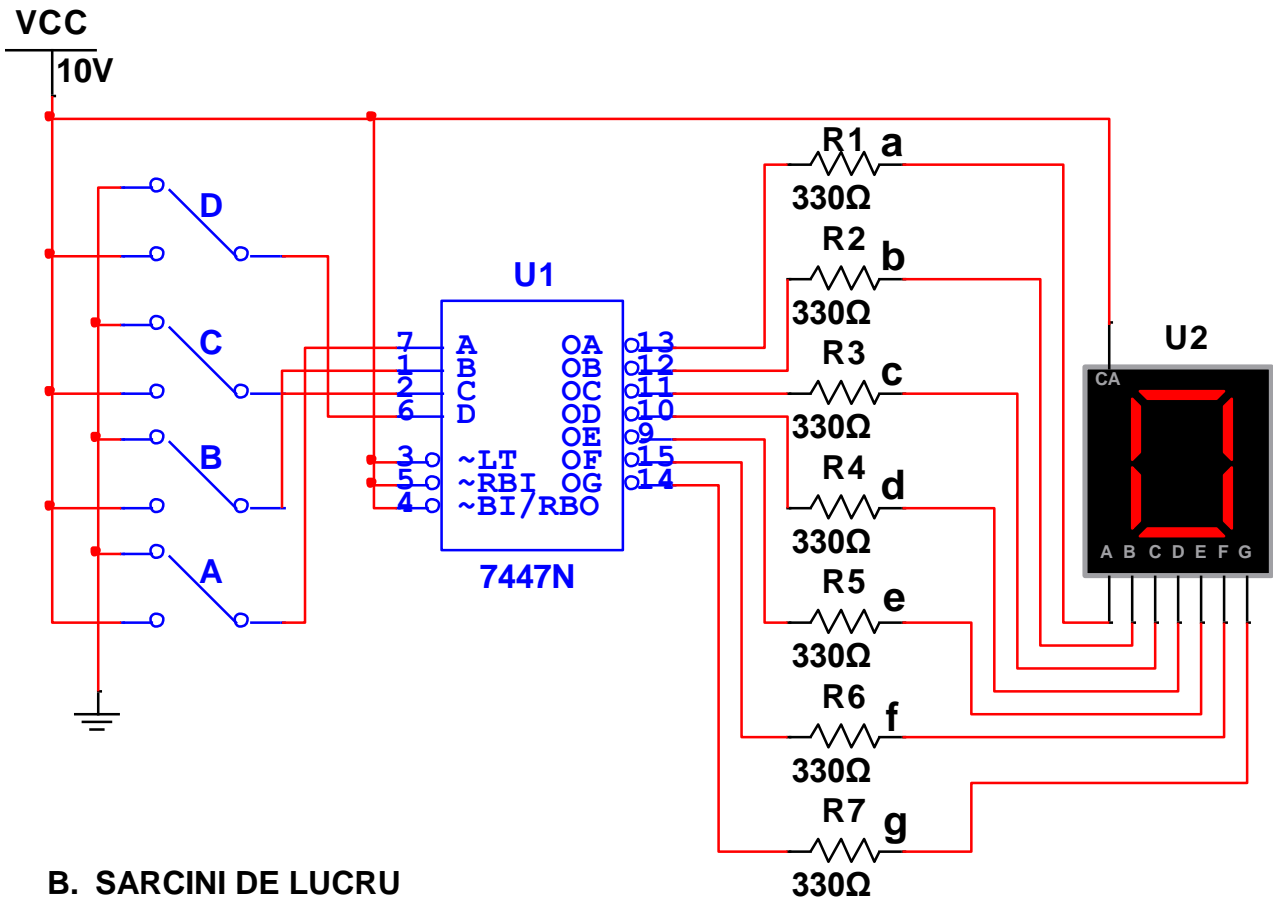 VCC
10V
R1 a
330Ω
D
R2 b
330Ω
U1
C
7 A OA 13
1 B OB 12
2 C OC 11
6 D OD 10
OE 9
3 ~LT OF 15
5 ~RBI OG 14
4 ~BI/RBO
7447N
B
A
R3 c
330Ω
R4 d
330Ω
R5 e
330Ω
R6 f
330Ω
R7 g
330Ω
U2
CA
A B C D E F G
B. SARCINI DE LUCRU